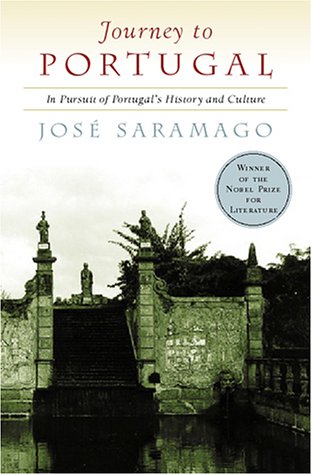 Journey to
PORTUGAL
In Pursuit of Portugal's History and Culture
JOSÉ SARAMAGO
WINNER
OF THE
NOBEL PRIZE
FOR
LITERATURE